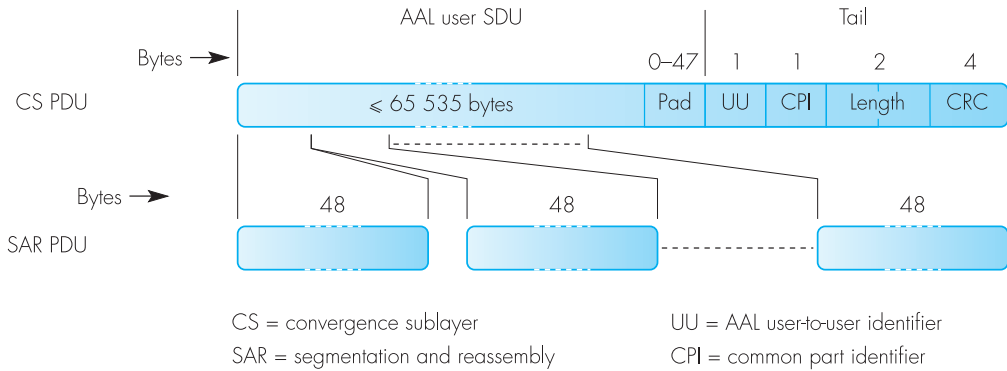 AAL user SDU Tail
Bytes 0–47 1 1 2 4
CS PDU ⩽ 65 535 bytes Pad UU CPI Length CRC
Bytes 48 48 48
SAR PDU
CS = convergence sublayer UU = AAL user-to-user identifier
SAR = segmentation and reassembly CPI = common part identifier